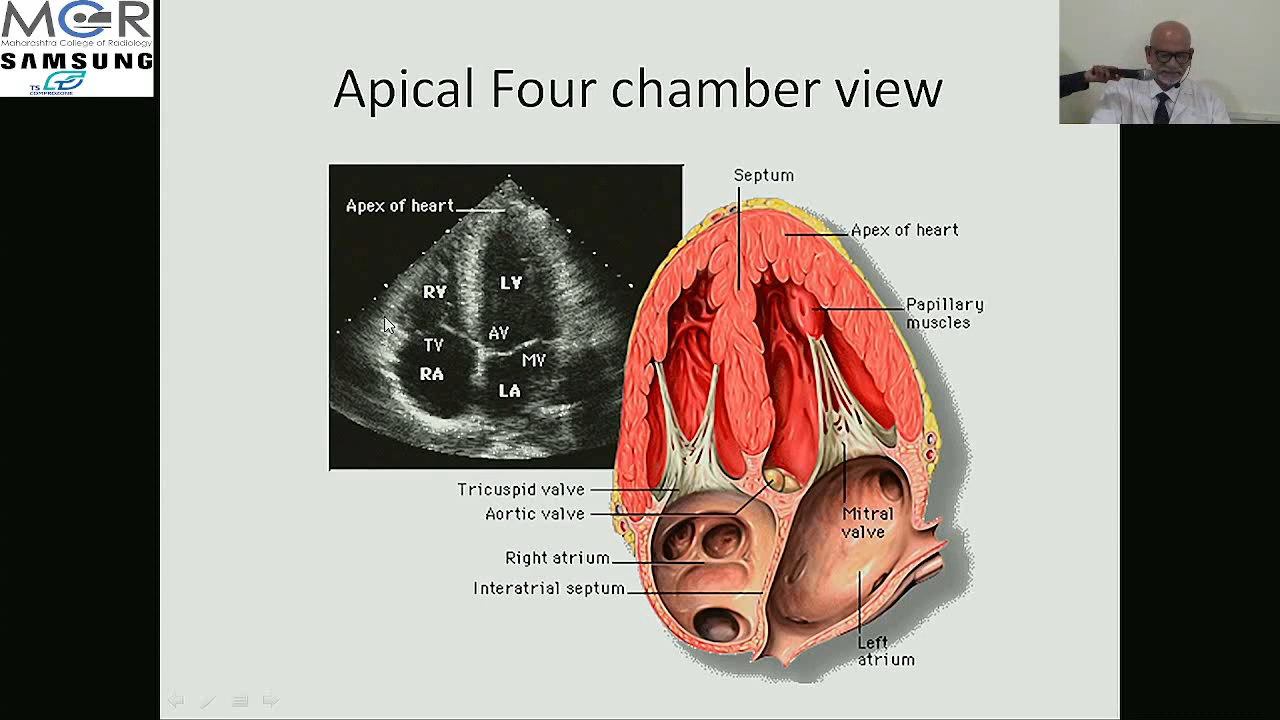 MCR
Maharashtra College of Radiology
SAMSUNG
TS
COMPROZONE
Apical Four chamber view
Apex of heart
RV
LV
TV
AV
MV
RA
LA
Septum
Apex of heart
Papillary
muscles
Tricuspid valve
Aortic valve
Mitral
valve
Right atrium
Interatrial septum
Left
atrium